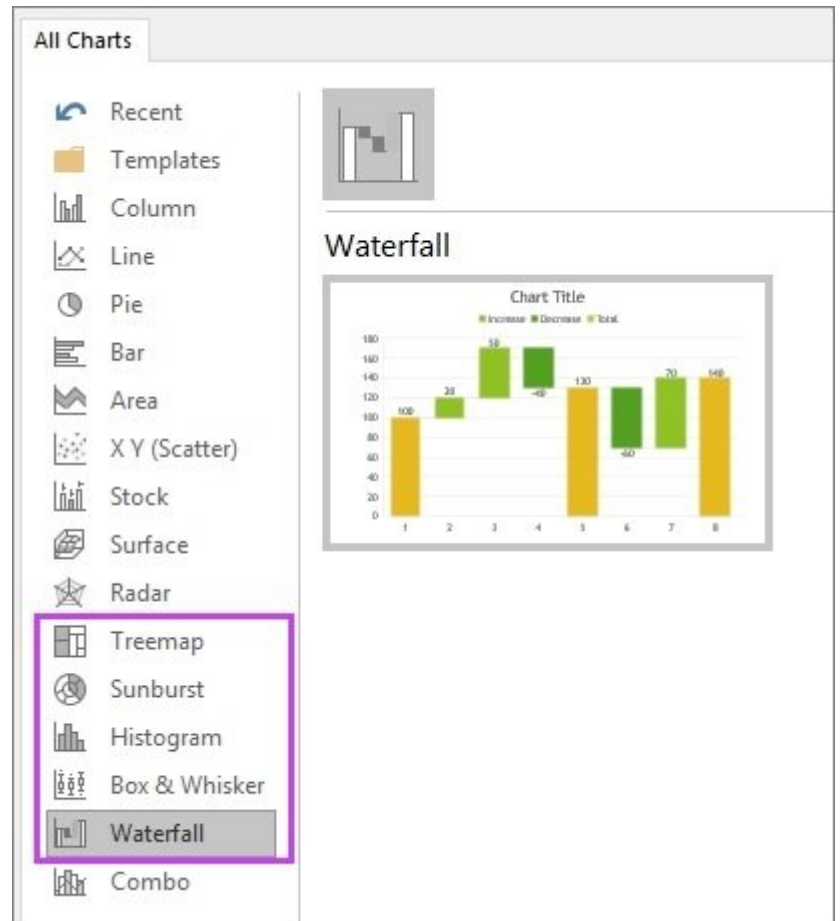 All Charts
Recent
Templates
Column
Line
Pie
Bar
Area
X Y (Scatter)
Stock
Surface
Radar
Treemap
Sunburst
Histogram
Box & Whisker
Waterfall
Combo
Waterfall
Chart Title
Increase Decrease Total
180
160
140
120
100
80
60
40
20
0
100
20
50
-40
130
-60
70
140
1 2 3 4 5 6 7 8